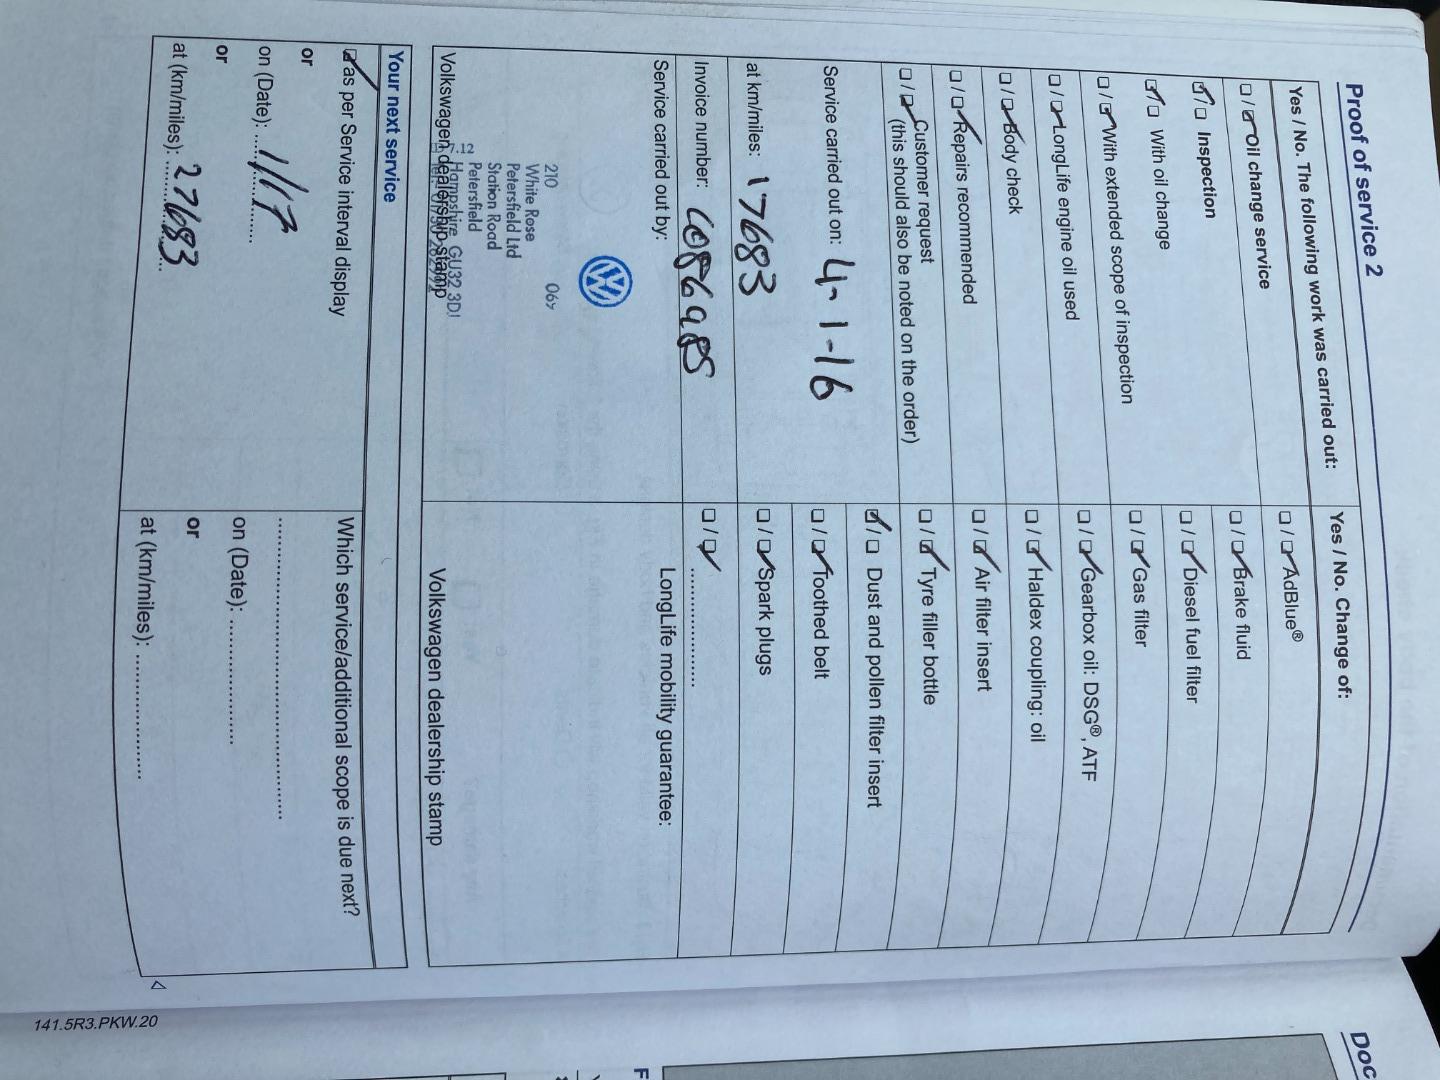 Proof of service 2
Yes / No. The following work was carried out:
☐ / ☑ Oil change service
☑ / ☐ Inspection
☑ / ☐ With oil change
☐ / ☑ With extended scope of inspection
☐ / ☑ LongLife engine oil used
☐ / ☑ Body check
☐ / ☑ Repairs recommended
☐ / ☑ Customer request
(this should also be noted on the order)
Service carried out on: 4-1-16
at km/miles: 17683
Invoice number:
Service carried out by:
210 069
White Rose
Petersfield Ltd
Station Road
Petersfield
Hampshire GU32 3DJ
Volkswagen dealership stamp
Yes / No. Change of:
☐ / ☑ AdBlue®
☐ / ☑ Brake fluid
☐ / ☑ Diesel fuel filter
☐ / ☑ Gas filter
☐ / ☑ Gearbox oil: DSG®, ATF
☐ / ☑ Haldex coupling: oil
☐ / ☑ Air filter insert
☐ / ☑ Tyre filler bottle
☑ / ☐ Dust and pollen filter insert
☐ / ☑ Toothed belt
☐ / ☑ Spark plugs
☐ / ☑ ....................
LongLife mobility guarantee:
Volkswagen dealership stamp
Your next service
☑ as per Service interval display
or
on (Date): 1/17
or
at (km/miles): 27683
Which service/additional scope is due next?
..................................................
on (Date): ....................
or
at (km/miles): ....................
141.5R3.PKW.20
Doc
F